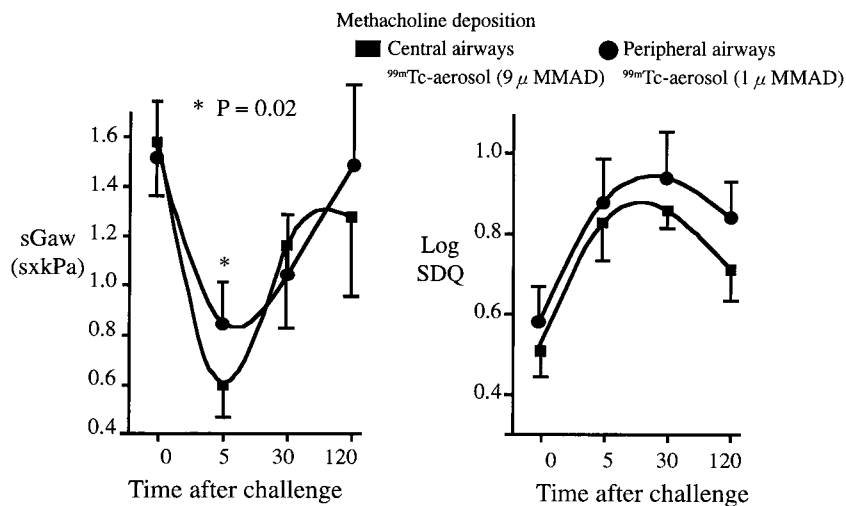 Methacholine deposition
■ Central airways ● Peripheral airways
⁹⁹ᵐTc-aerosol (9 μ MMAD) ⁹⁹ᵐTc-aerosol (1 μ MMAD)
* P = 0.02
1.6
1.4
1.2
1.0
0.8
0.6
0.4
sGaw
(sxkPa)
*
0 5 30 120
Time after challenge
1.0
0.8
0.6
0.4
Log
SDQ
0 5 30 120
Time after challenge